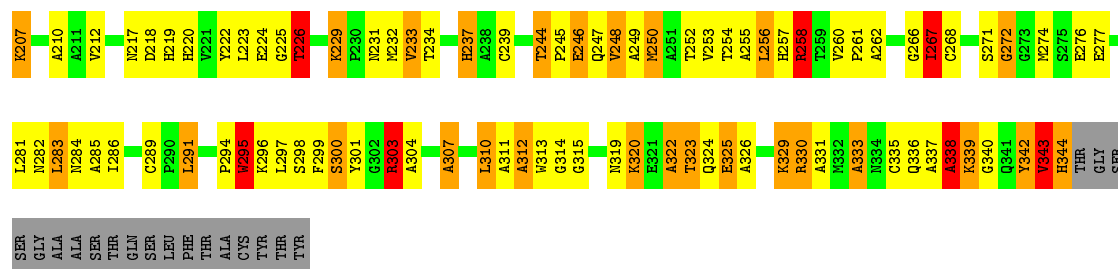 K207 A210 A211 V212 N217 D218 H219 H220 V221 Y222 L223 E224 G225 T226 K229 P230 N231 M232 V233 T234 H237 A238 C239 T244 P245 E246 Q247 V248 A249 M250 A251 T252 V253 T254 A255 L256 H257 R258 T259 V260 P261 A262 G266 I267 C268 S271 G272 G273 M274 S275 E276 E277
L281 N282 L283 N284 A285 I286 C289 P290 L291 P294 W295 K296 L297 S298 F299 S300 Y301 G302 R303 A304 A307 L310 A311 A312 W313 G314 G315 N319 K320 E321 A322 T323 Q324 E325 A326 K329 R330 A331 M332 A333 N334 C335 Q336 A337 A338 K339 G340 Q341 Y342 V343 H344 THR GLY SER
SER GLY ALA ALA SER THR GLN SER LEU PHE THR ALA CYS TYR THR TYR